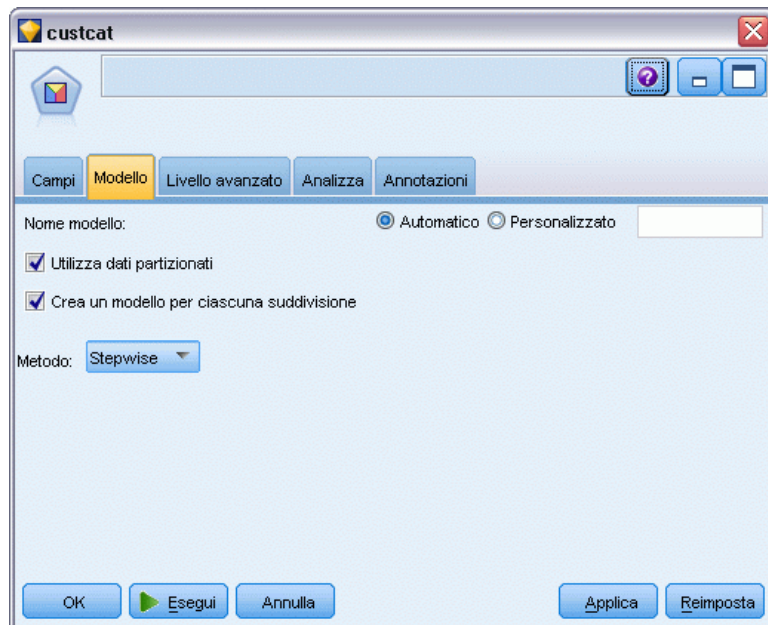 custcat
?
Campi Modello Livello avanzato Analizza Annotazioni
Nome modello: Automatico Personalizzato
Utilizza dati partizionati
Crea un modello per ciascuna suddivisione
Metodo: Stepwise
OK Esegui Annulla Applica Reimposta